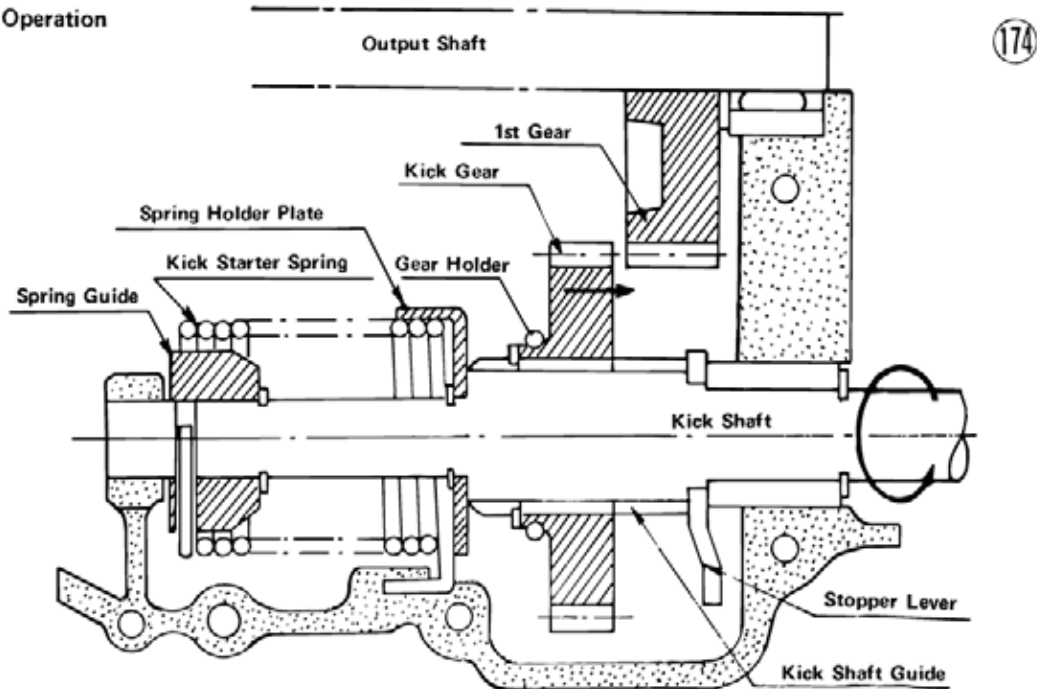 Operation
174
Output Shaft
1st Gear
Kick Gear
Spring Holder Plate
Kick Starter Spring
Gear Holder
Spring Guide
Kick Shaft
Stopper Lever
Kick Shaft Guide